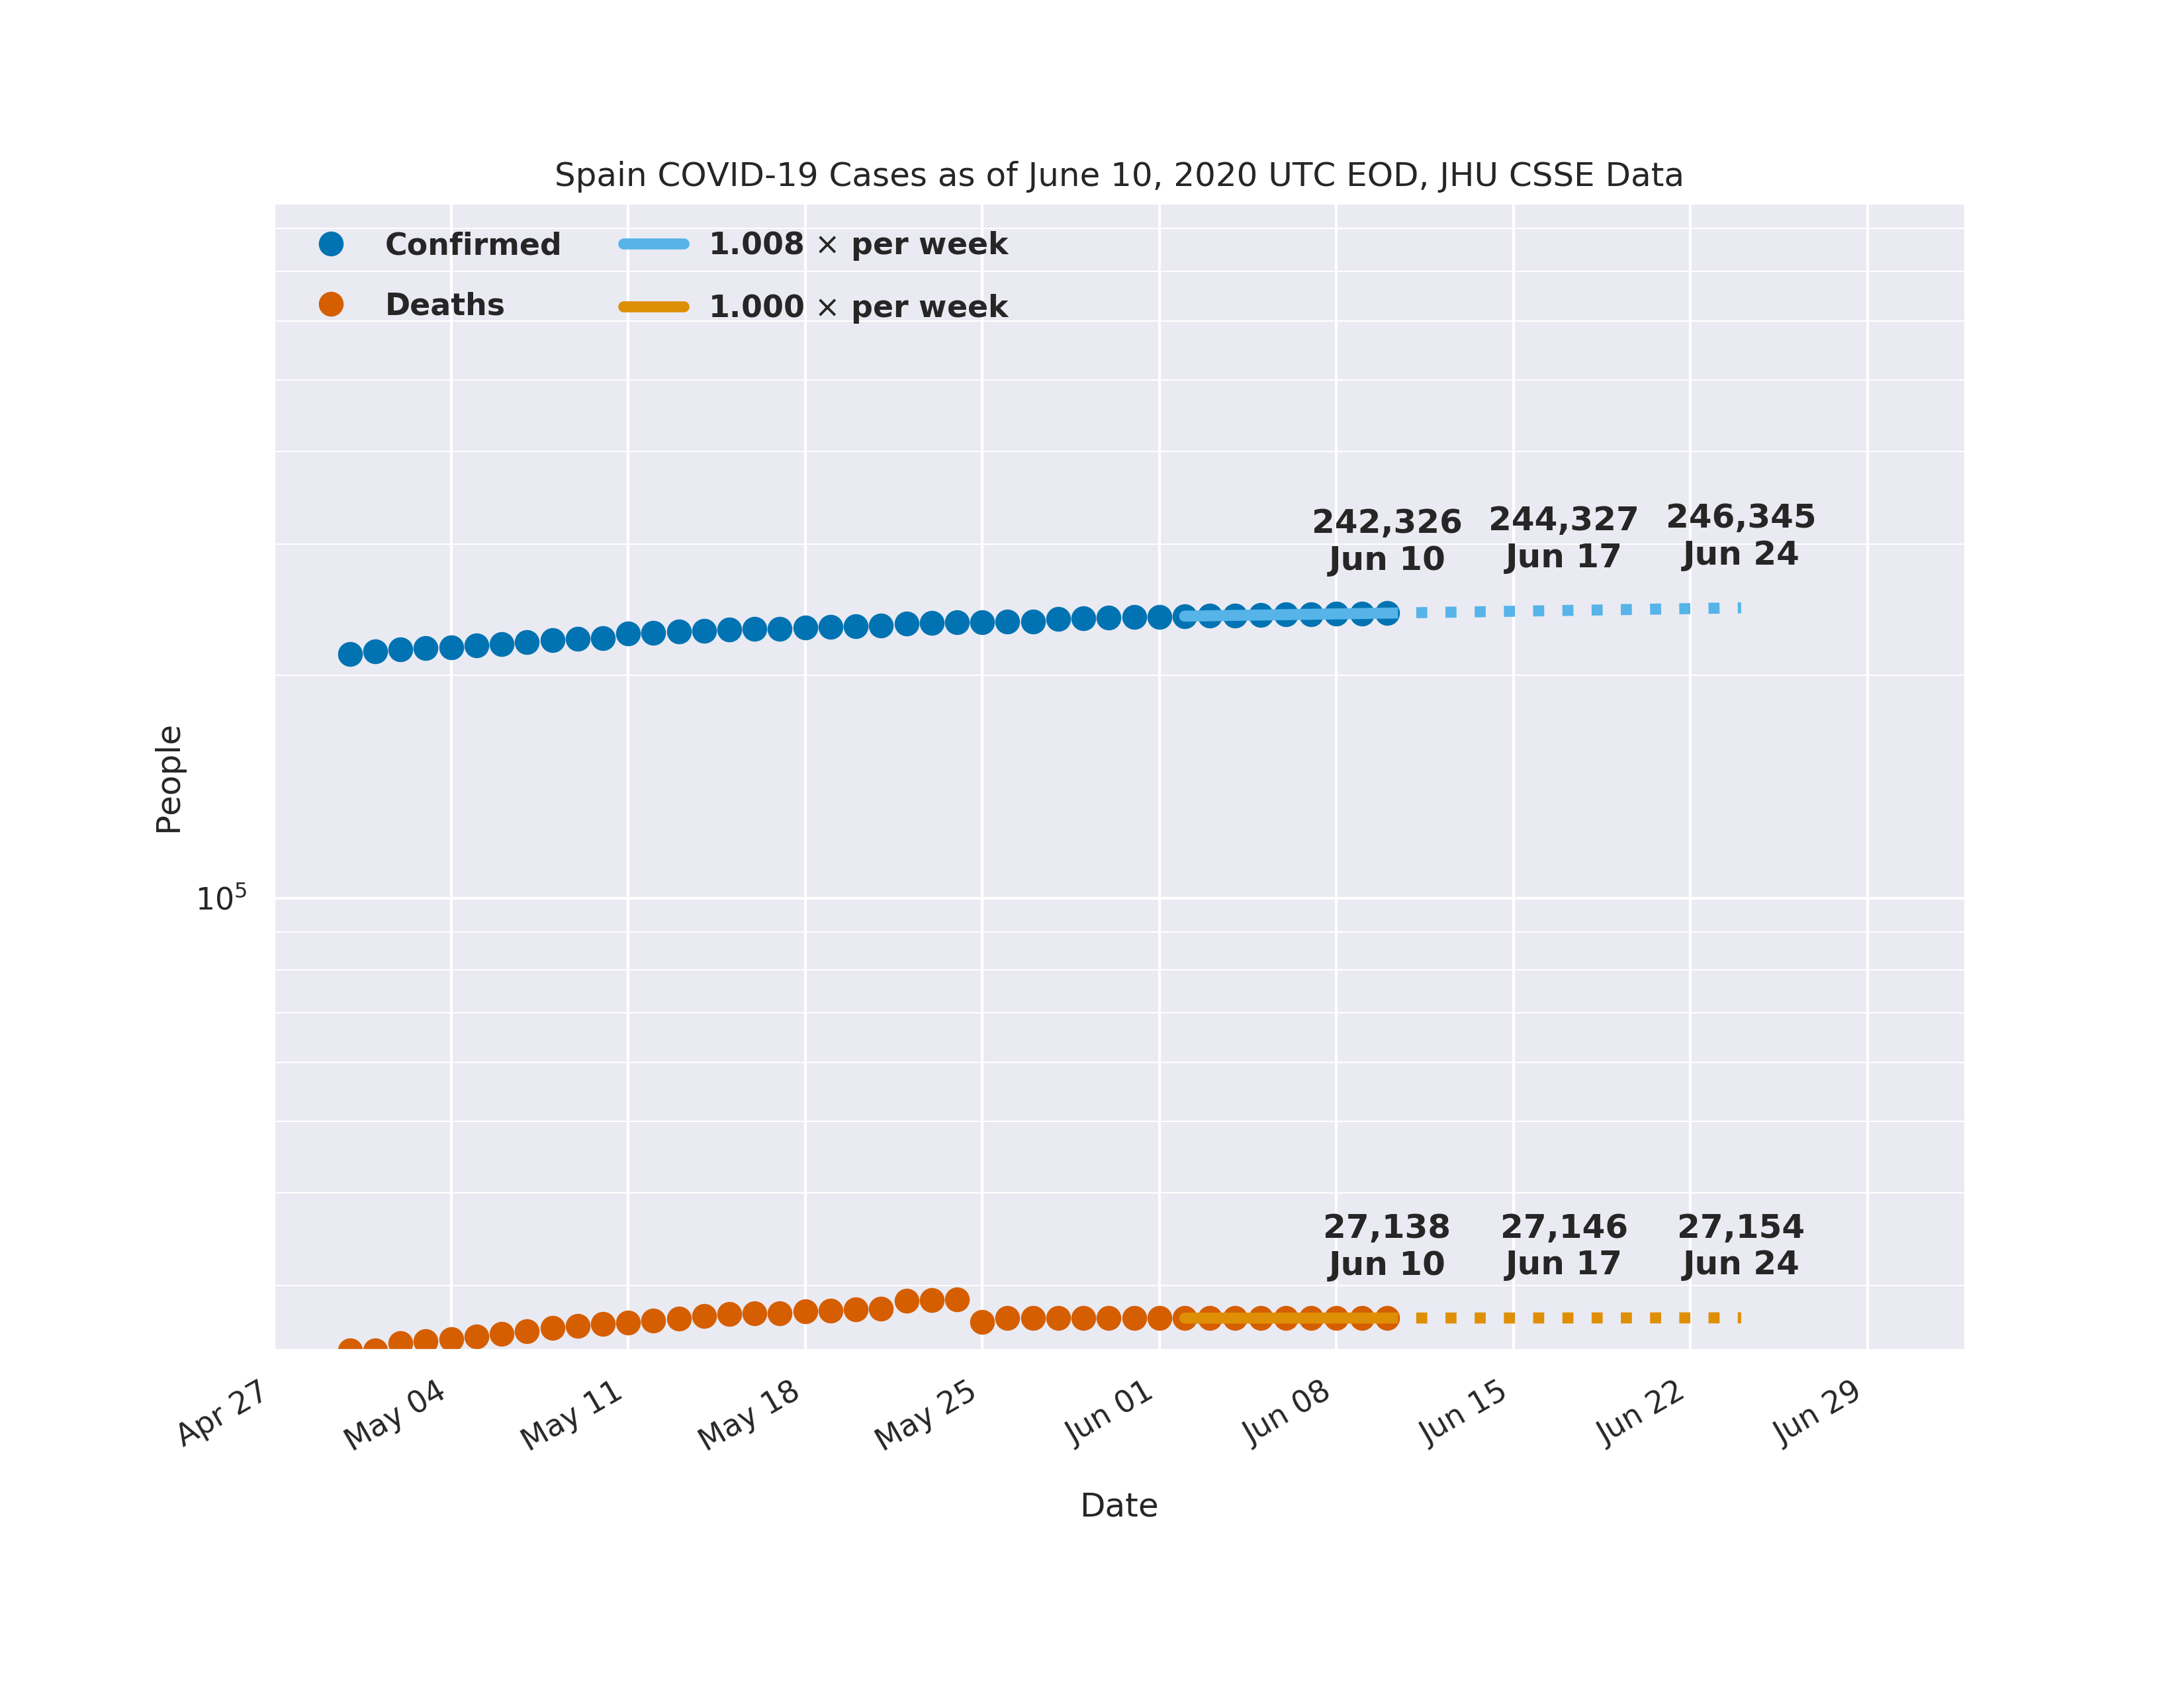 Spain COVID-19 Cases as of June 10, 2020 UTC EOD, JHU CSSE Data
Confirmed
Deaths
1.008 × per week
1.000 × per week
242,326
Jun 10
244,327
Jun 17
246,345
Jun 24
People
10⁵
27,138
Jun 10
27,146
Jun 17
27,154
Jun 24
Apr 27
May 04
May 11
May 18
May 25
Jun 01
Jun 08
Jun 15
Jun 22
Jun 29
Date